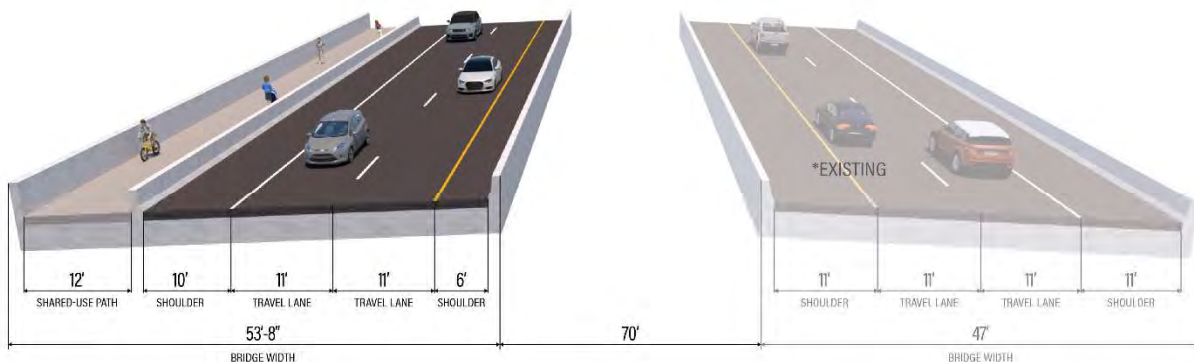 *EXISTING
12' 10' 11' 11' 6' 11' 11' 11' 11'
SHARED-USE PATH SHOULDER TRAVEL LANE TRAVEL LANE SHOULDER SHOULDER TRAVEL LANE TRAVEL LANE SHOULDER
53'-8" 70' 47'
BRIDGE WIDTH BRIDGE WIDTH